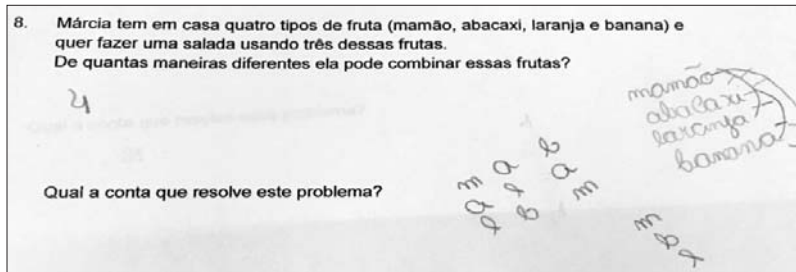 8. Márcia tem em casa quatro tipos de fruta (mamão, abacaxi, laranja e banana) e
quer fazer uma salada usando três dessas frutas.
De quantas maneiras diferentes ela pode combinar essas frutas?
4
mamão
abacaxi
laranja
banana
Qual a conta que resolve este problema?
m a l
a l b
b a m
m b l